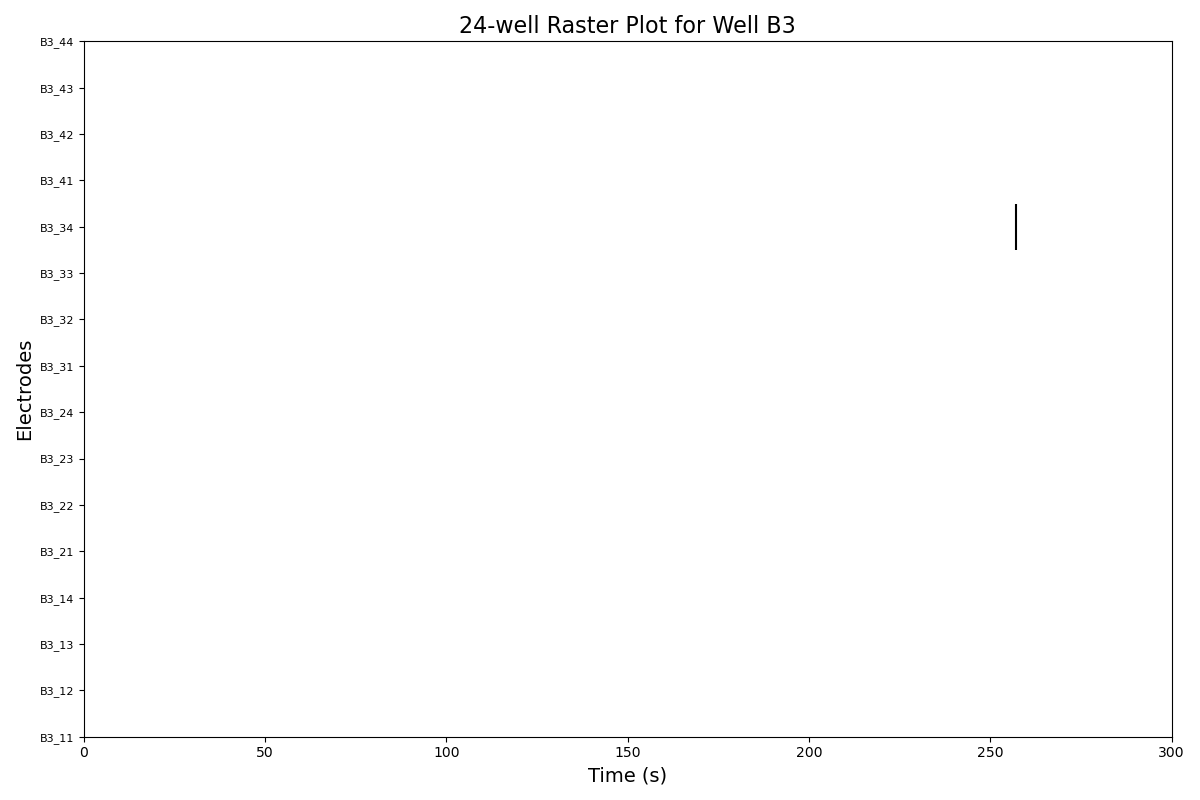 24-well Raster Plot for Well B3
B3_44
B3_43
B3_42
B3_41
B3_34
B3_33
B3_32
B3_31
B3_24
B3_23
B3_22
B3_21
B3_14
B3_13
B3_12
B3_11
Electrodes
0 50 100 150 200 250 300
Time (s)